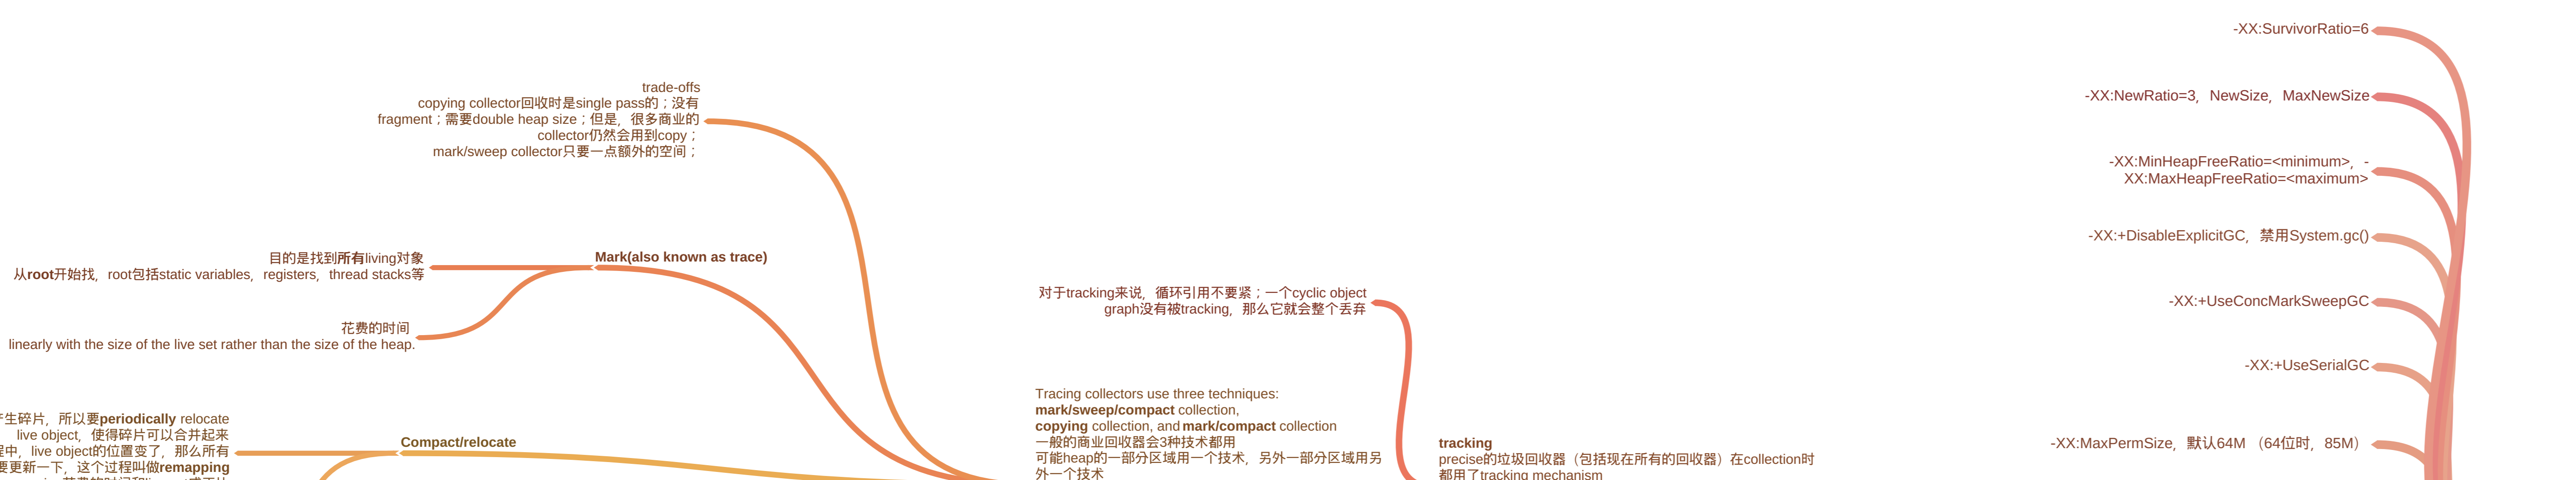 trade-offs
copying collector回收时是single pass的；没有
fragment；需要double heap size；但是，很多商业的
collector仍然会用到copy；
mark/sweep collector只要一点额外的空间；
Mark(also known as trace)
目的是找到所有living对象
从root开始找，root包括static variables，registers，thread stacks等
花费的时间
linearly with the size of the live set rather than the size of the heap.
Compact/relocate
生碎片，所以要periodically relocate
live object，使得碎片可以合并起来
程中，live object的位置变了，那么所有
要更新一下，这个过程叫做remapping
对于tracking来说，循环引用不要紧；一个cyclic object
graph没有被tracking，那么它就会整个丢弃
Tracing collectors use three techniques:
mark/sweep/compact collection,
copying collection, and mark/compact collection
一般的商业回收器会3种技术都用
可能heap的一部分区域用一个技术，另外一部分区域用另
外一个技术
tracking
precise的垃圾回收器（包括现在所有的回收器）在collection时
都用了tracking mechanism
-XX:SurvivorRatio=6
-XX:NewRatio=3，NewSize，MaxNewSize
-XX:MinHeapFreeRatio=<minimum>，-
XX:MaxHeapFreeRatio=<maximum>
-XX:+DisableExplicitGC，禁用System.gc()
-XX:+UseConcMarkSweepGC
-XX:+UseSerialGC
-XX:MaxPermSize，默认64M （64位时，85M）